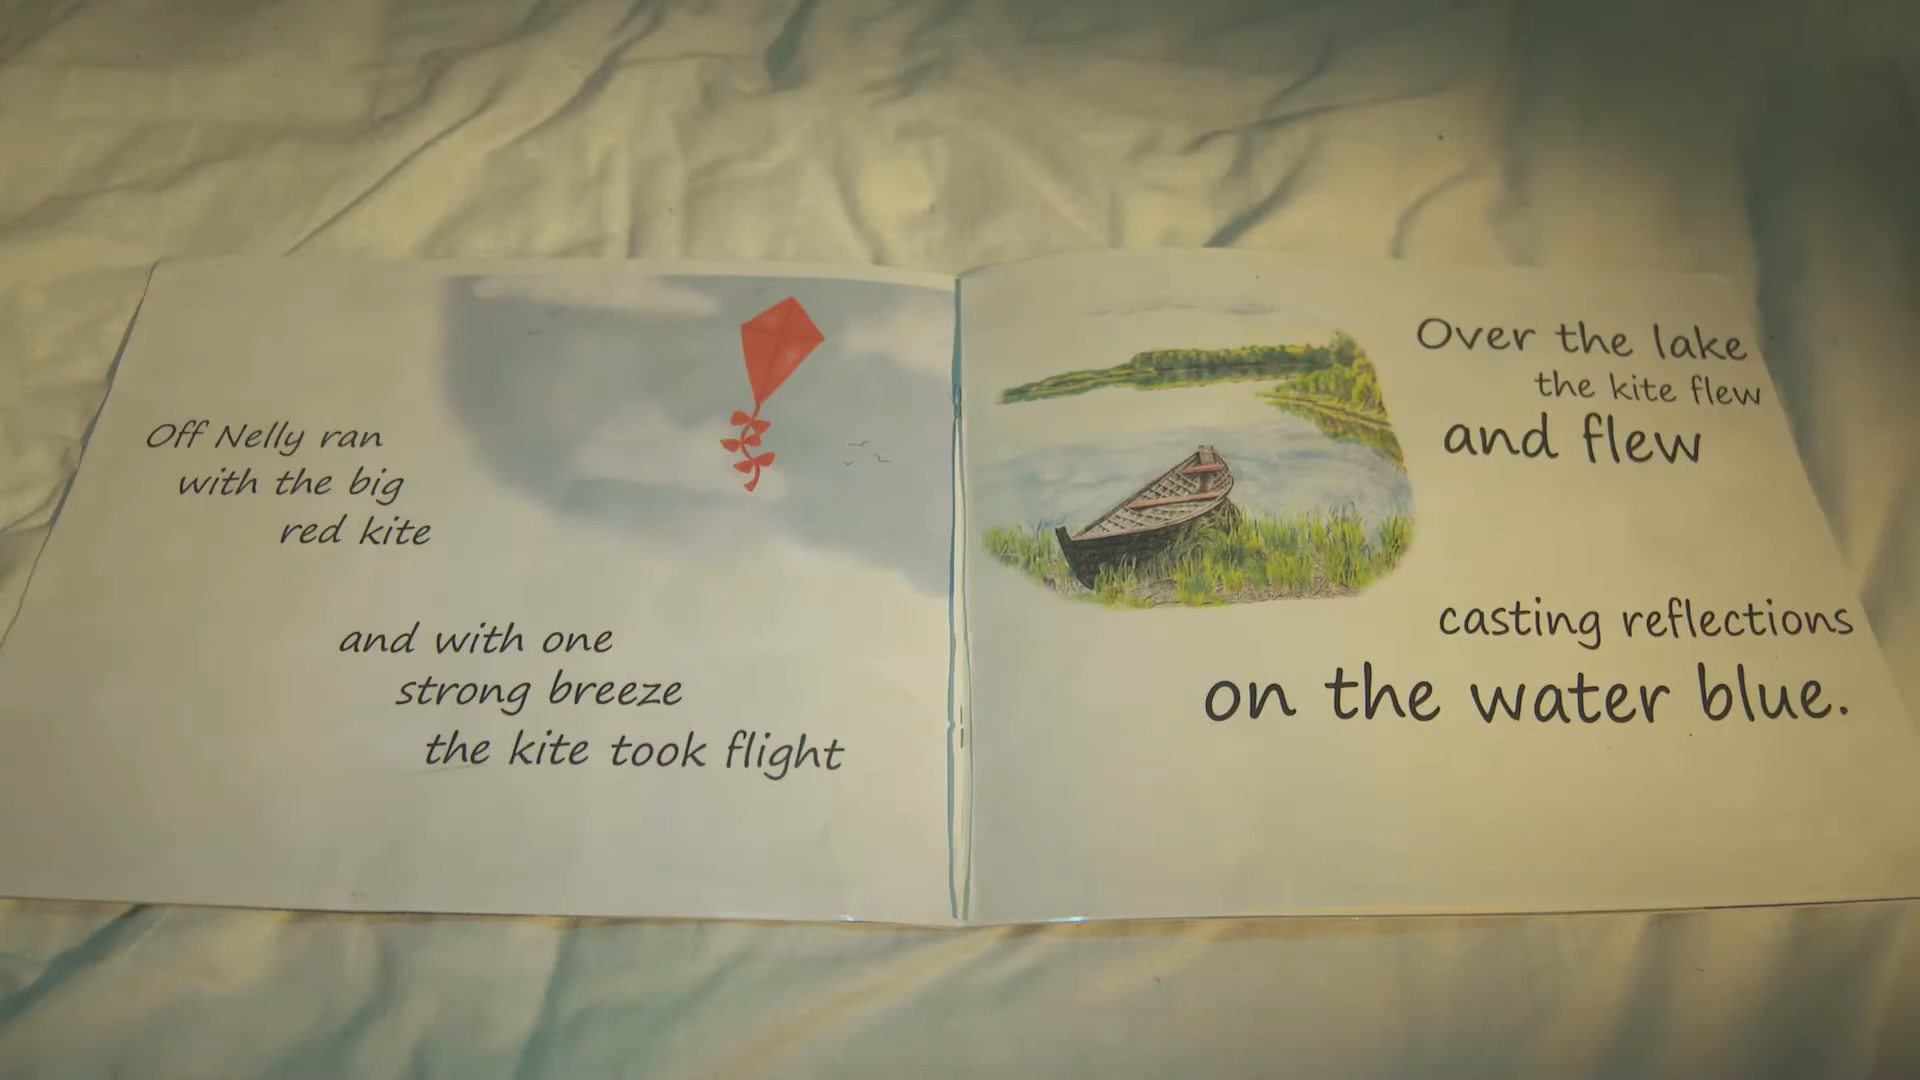 Off Nelly ran
with the big
red kite
and with one
strong breeze
the kite took flight
Over the lake
the kite flew
and flew
casting reflections
on the water blue.